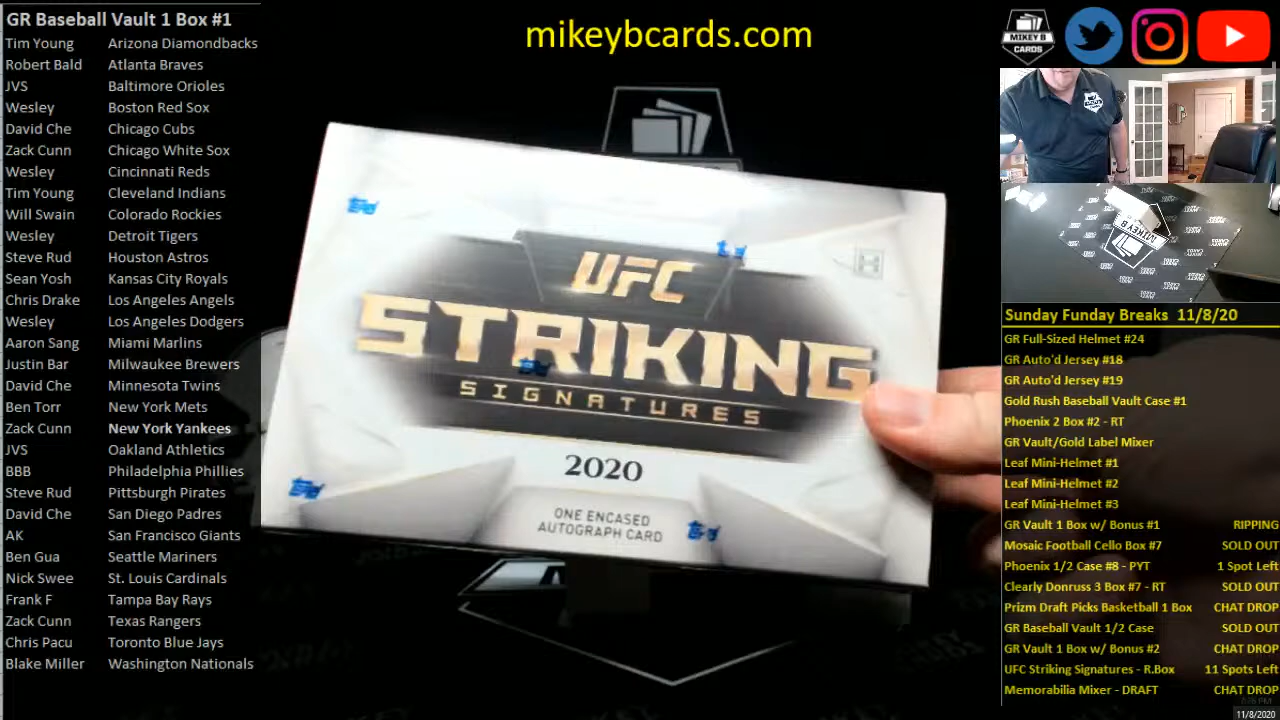 GR Baseball Vault 1 Box #1
Tim Young Arizona Diamondbacks
Robert Bald Atlanta Braves
JVS Baltimore Orioles
Wesley Boston Red Sox
David Che Chicago Cubs
Zack Cunn Chicago White Sox
Wesley Cincinnati Reds
Tim Young Cleveland Indians
Will Swain Colorado Rockies
Wesley Detroit Tigers
Steve Rud Houston Astros
Sean Yosh Kansas City Royals
Chris Drake Los Angeles Angels
Wesley Los Angeles Dodgers
Aaron Sang Miami Marlins
Justin Bar Milwaukee Brewers
David Che Minnesota Twins
Ben Torr New York Mets
Zack Cunn New York Yankees
JVS Oakland Athletics
BBB Philadelphia Phillies
Steve Rud Pittsburgh Pirates
David Che San Diego Padres
AK San Francisco Giants
Ben Gua Seattle Mariners
Nick Swee St. Louis Cardinals
Frank F Tampa Bay Rays
Zack Cunn Texas Rangers
Chris Pacu Toronto Blue Jays
Blake Miller Washington Nationals
mikeybcards.com
UFC
STRIKING
SIGNATURES
2020
ONE ENCASED
AUTOGRAPH CARD
H
MIKEY B
CARDS
MIKEYB
Sunday Funday Breaks 11/8/20
GR Full-Sized Helmet #24
GR Auto'd Jersey #18
GR Auto'd Jersey #19
Gold Rush Baseball Vault Case #1
Phoenix 2 Box #2 - RT
GR Vault/Gold Label Mixer
Leaf Mini-Helmet #1
Leaf Mini-Helmet #2
Leaf Mini-Helmet #3
GR Vault 1 Box w/ Bonus #1 RIPPING
Mosaic Football Cello Box #7 SOLD OUT
Phoenix 1/2 Case #8 - PYT 1 Spot Left
Clearly Donruss 3 Box #7 - RT SOLD OUT
Prizm Draft Picks Basketball 1 Box CHAT DROP
GR Baseball Vault 1/2 Case SOLD OUT
GR Vault 1 Box w/ Bonus #2 CHAT DROP
UFC Striking Signatures - R.Box 11 Spots Left
Memorabilia Mixer - DRAFT CHAT DROP
11/8/2020